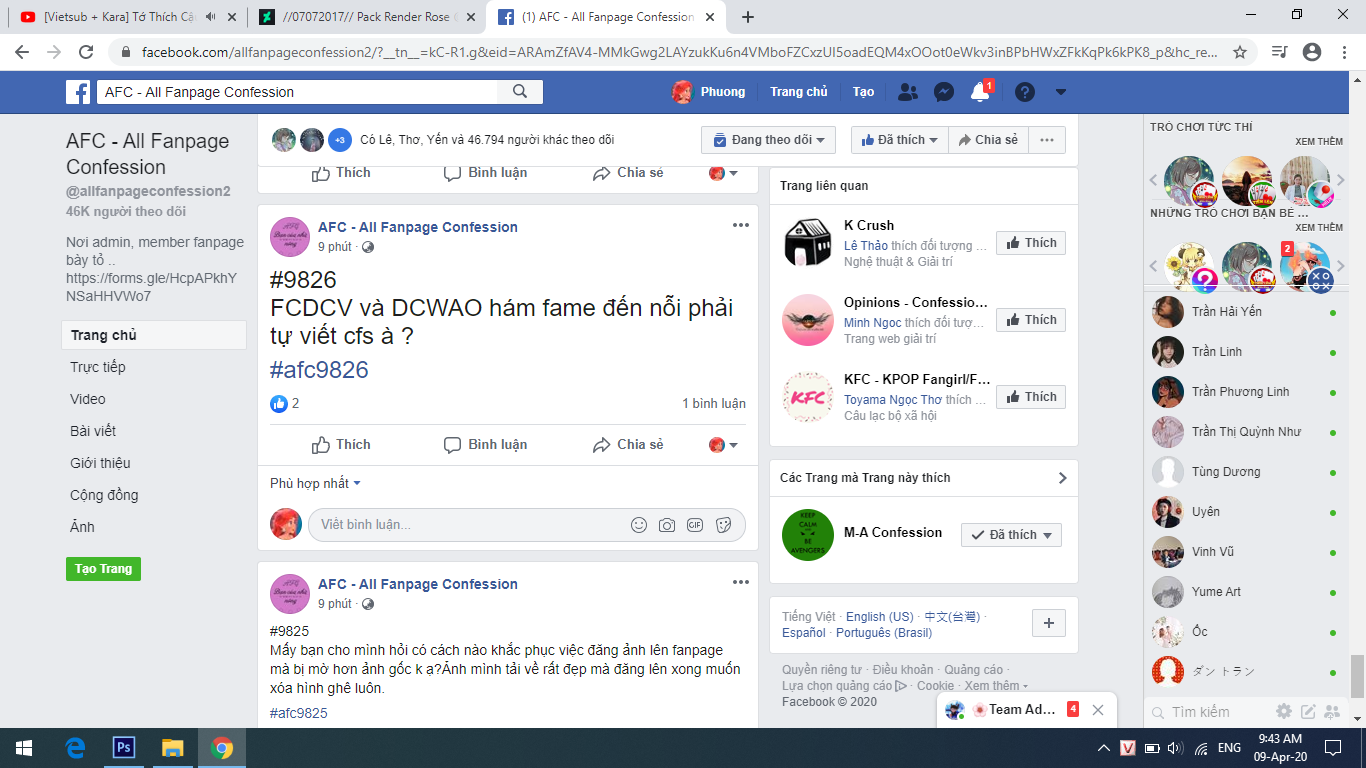 [Vietsub + Kara] Tớ Thích Cậ
//07072017// Pack Render Rose
(1) AFC - All Fanpage Confession
facebook.com/allfanpageconfession2/?__tn__=kC-R1.g&eid=ARAmZfAV4-MMkGwg2LAYzukKu6n4VMboFZCxzUI5oadEQM4xOOot0eWkv3inBPbHWxZFkKqPk6kPK8_p&hc_re...
AFC - All Fanpage Confession
Phuong
Trang chủ
Tạo
1
AFC - All Fanpage
Confession
@allfanpageconfession2
46K người theo dõi
Nơi admin, member fanpage
bày tỏ ..
https://forms.gle/HcpAPkhY
NSaHHVWo7
Trang chủ
Trực tiếp
Video
Bài viết
Giới thiệu
Cộng đồng
Ảnh
Tạo Trang
+3
Có Lê, Thơ, Yến và 46.794 người khác theo dõi
Đang theo dõi
Đã thích
Chia sẻ
Thích
Bình luận
Chia sẻ
AFC - All Fanpage Confession
9 phút ·
#9826
FCDCV và DCWAO hám fame đến nỗi phải
tự viết cfs à ?
#afc9826
2
1 bình luận
Thích
Bình luận
Chia sẻ
Phù hợp nhất
Viết bình luận...
GIF
AFC - All Fanpage Confession
9 phút ·
#9825
Mấy bạn cho mình hỏi có cách nào khắc phục việc đăng ảnh lên fanpage
mà bị mờ hơn ảnh gốc k ạ?Ảnh mình tải về rất đẹp mà đăng lên xong muốn
xóa hình ghê luôn.
#afc9825
Trang liên quan
K Crush
Lê Thảo thích đối tượng ...
Nghệ thuật & Giải trí
Thích
Opinions - Confessio...
Minh Ngoc thích đối tượ...
Trang web giải trí
Thích
KFC
KFC - KPOP Fangirl/F...
Toyama Ngọc Thơ thích ...
Câu lạc bộ xã hội
Thích
Các Trang mà Trang này thích
KEEP
CALM
BE
AVENGERS
M-A Confession
Đã thích
Tiếng Việt · English (US) · 中文(台灣) ·
Español · Português (Brasil)
Quyền riêng tư · Điều khoản · Quảng cáo ·
Lựa chọn quảng cáo · Cookie · Xem thêm
Facebook © 2020
TRÒ CHƠI TỨC THÌ
XEM THÊM
NHỮNG TRÒ CHƠI BẠN BÈ ...
XEM THÊM
2
Trần Hải Yến
Trần Linh
Trần Phương Linh
Trần Thị Quỳnh Như
Tùng Dương
Uyên
Vinh Vũ
Yume Art
Ốc
ダン トラン
Team Ad...
4
Tìm kiếm
Ps
V
ENG
9:43 AM
09-Apr-20